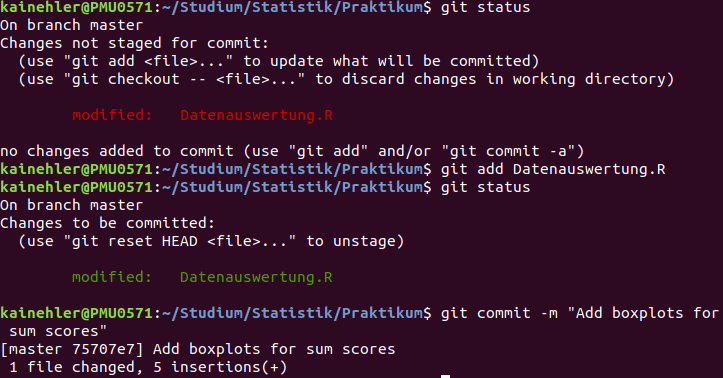 kainehler@PMU0571:~/Studium/Statistik/Praktikum$ git status
On branch master
Changes not staged for commit:
  (use "git add <file>..." to update what will be committed)
  (use "git checkout -- <file>..." to discard changes in working directory)

        modified:   Datenauswertung.R

no changes added to commit (use "git add" and/or "git commit -a")
kainehler@PMU0571:~/Studium/Statistik/Praktikum$ git add Datenauswertung.R
kainehler@PMU0571:~/Studium/Statistik/Praktikum$ git status
On branch master
Changes to be committed:
  (use "git reset HEAD <file>..." to unstage)

        modified:   Datenauswertung.R

kainehler@PMU0571:~/Studium/Statistik/Praktikum$ git commit -m "Add boxplots for
 sum scores"
[master 75707e7] Add boxplots for sum scores
 1 file changed, 5 insertions(+)